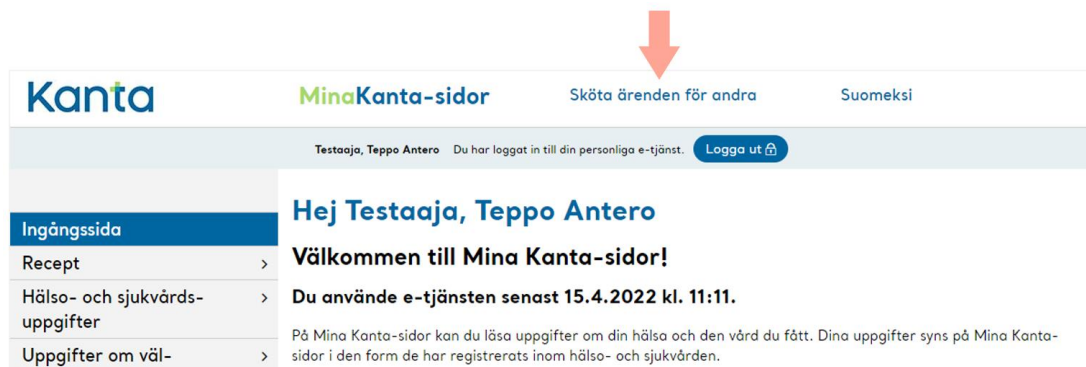 Kanta
MinaKanta-sidor
Sköta ärenden för andra
Suomeksi
Testaaja, Teppo Antero Du har loggat in till din personliga e-tjänst. Logga ut
Ingångssida
Recept
Hälso- och sjukvårds-
uppgifter
Uppgifter om väl-
Hej Testaaja, Teppo Antero
Välkommen till Mina Kanta-sidor!
Du använde e-tjänsten senast 15.4.2022 kl. 11:11.
På Mina Kanta-sidor kan du läsa uppgifter om din hälsa och den vård du fått. Dina uppgifter syns på Mina Kanta-
sidor i den form de har registrerats inom hälso- och sjukvården.